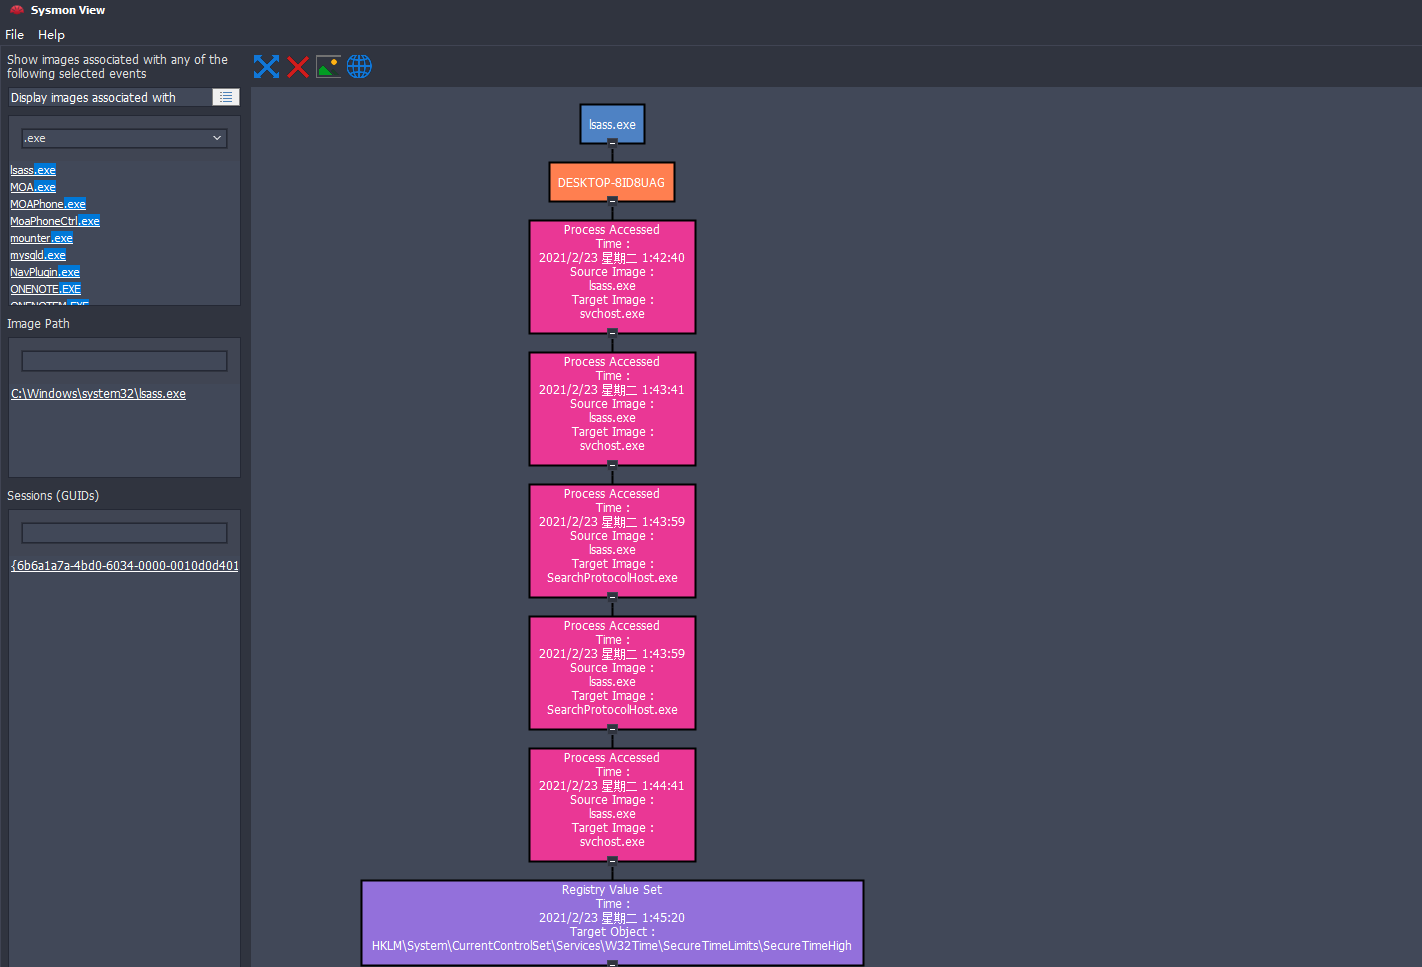 Sysmon View
File Help
Show images associated with any of the
following selected events
Display images associated with
.exe
lsass.exe
MOA.exe
MOAPhone.exe
MoaPhoneCtrl.exe
mounter.exe
mysqld.exe
NavPlugin.exe
ONENOTE.EXE
ONENOTEM.EXE
Image Path
C:\Windows\system32\lsass.exe
Sessions (GUIDs)
{6b6a1a7a-4bd0-6034-0000-0010d0d401
lsass.exe
DESKTOP-8ID8UAG
Process Accessed
Time :
2021/2/23 星期二 1:42:40
Source Image :
lsass.exe
Target Image :
svchost.exe
Process Accessed
Time :
2021/2/23 星期二 1:43:41
Source Image :
lsass.exe
Target Image :
svchost.exe
Process Accessed
Time :
2021/2/23 星期二 1:43:59
Source Image :
lsass.exe
Target Image :
SearchProtocolHost.exe
Process Accessed
Time :
2021/2/23 星期二 1:43:59
Source Image :
lsass.exe
Target Image :
SearchProtocolHost.exe
Process Accessed
Time :
2021/2/23 星期二 1:44:41
Source Image :
lsass.exe
Target Image :
svchost.exe
Registry Value Set
Time :
2021/2/23 星期二 1:45:20
Target Object :
HKLM\System\CurrentControlSet\Services\W32Time\SecureTimeLimits\SecureTimeHigh